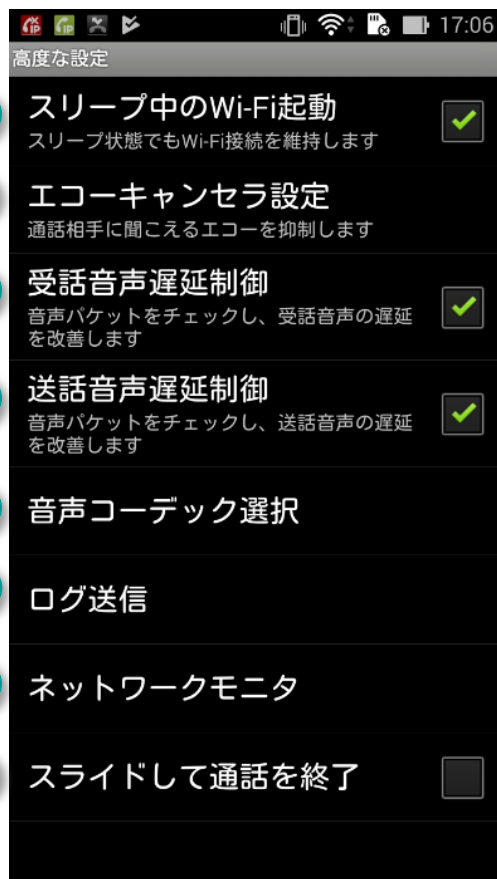 17:06
高度な設定
スリープ中のWi-Fi起動
スリープ状態でもWi-Fi接続を維持します
エコーキャンセラ設定
通話相手に聞こえるエコーを抑制します
受話音声遅延制御
音声パケットをチェックし、受話音声の遅延
を改善します
送話音声遅延制御
音声パケットをチェックし、送話音声の遅延
を改善します
音声コーデック選択
ログ送信
ネットワークモニタ
スライドして通話を終了